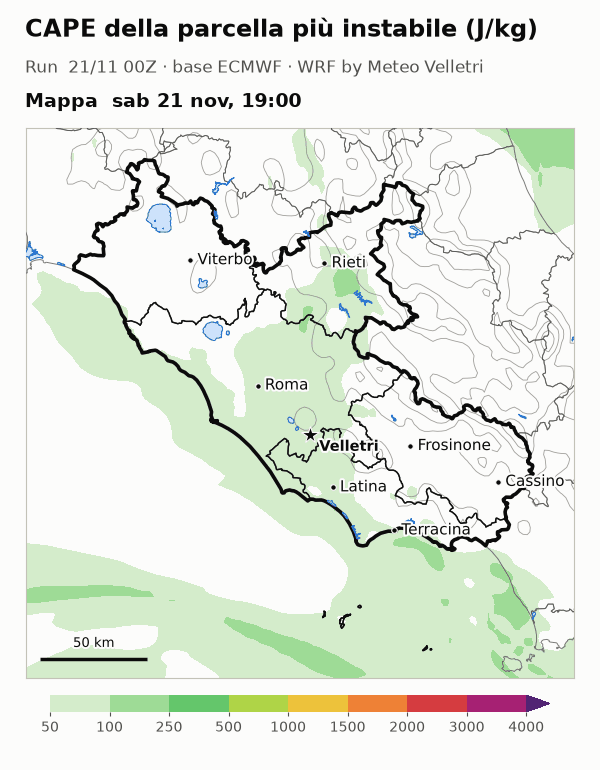 CAPE della parcella più instabile (J/kg)
Run  21/11 00Z · base ECMWF · WRF by Meteo Velletri
Mappa  sab 21 nov, 19:00
Viterbo
Rieti
Roma
Velletri
Frosinone
Latina
Cassino
Terracina
50 km
50 100 250 500 1000 1500 2000 3000 4000